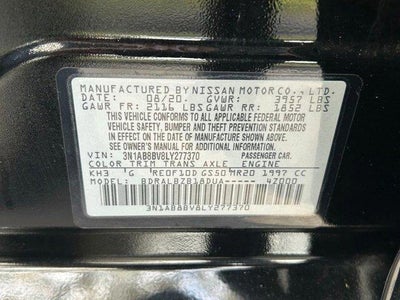 MANUFACTURED BY NISSAN MOTOR CO., LTD.
DATE: 08/20. GVWR: 3957 LBS
GAWR FR: 2116 LBS GAWR RR: 1852 LBS
THIS VEHICLE CONFORMS TO ALL APPLICABLE FEDERAL MOTOR
VEHICLE SAFETY, BUMPER AND THEFT PREVENTION STANDARDS
IN EFFECT ON THE DATE OF MANUFACTURE SHOWN ABOVE.
SEE OWNER'S MANUAL FOR ADDITIONAL INFORMATION.
VIN: 3N1AB8BV8LY277370 PASSENGER CAR.
COLOR TRIM TRANS AXLE ENGINE
KH3 G RE0F10D GS50 MR20 1997 CC
MODEL: BDRALBZB18DUA----- 4Z000
3N1AB8BV8LY277370